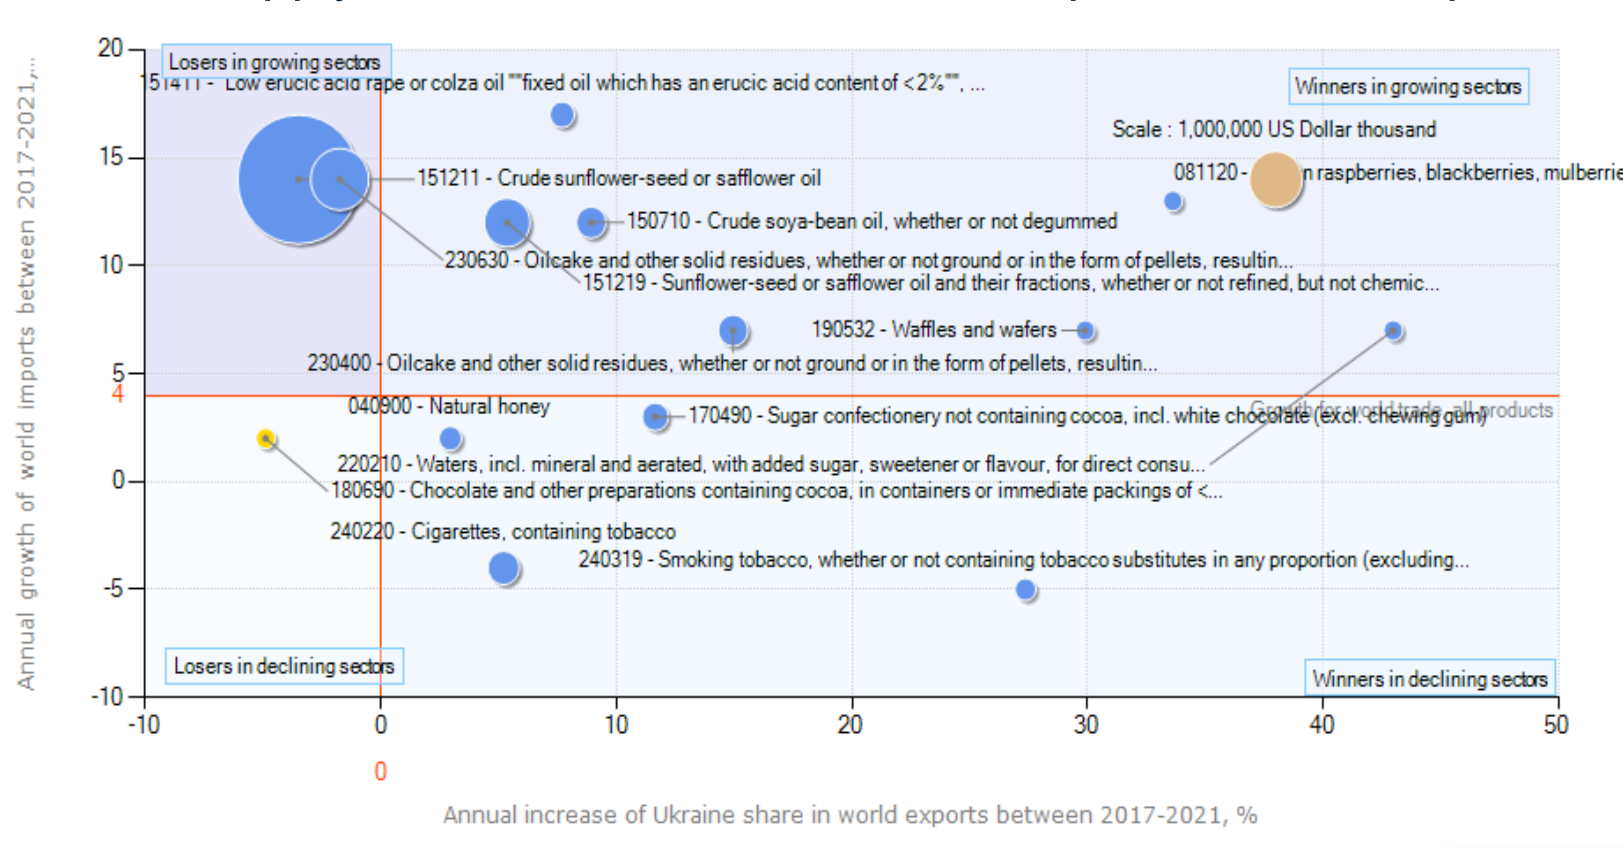 Annual growth of world imports between 2017-2021,...
20
15
10
5
4
0
-5
-10
Losers in growing sectors
151411 - Low erucic acid rape or colza oil ""fixed oil which has an erucic acid content of <2%"", ...
Winners in growing sectors
Scale : 1,000,000 US Dollar thousand
081120 - n raspberries, blackberries, mulberrie
151211 - Crude sunflower-seed or safflower oil
150710 - Crude soya-bean oil, whether or not degummed
230630 - Oilcake and other solid residues, whether or not ground or in the form of pellets, resultin...
151219 - Sunflower-seed or safflower oil and their fractions, whether or not refined, but not chemic...
190532 - Waffles and wafers
230400 - Oilcake and other solid residues, whether or not ground or in the form of pellets, resultin...
040900 - Natural honey
170490 - Sugar confectionery not containing cocoa, incl. white chocolate (excl. chewing gum)
Growth for world trade, all products
220210 - Waters, incl. mineral and aerated, with added sugar, sweetener or flavour, for direct consu...
180690 - Chocolate and other preparations containing cocoa, in containers or immediate packings of <...
240220 - Cigarettes, containing tobacco
240319 - Smoking tobacco, whether or not containing tobacco substitutes in any proportion (excluding...
Losers in declining sectors
Winners in declining sectors
-10 0 10 20 30 40 50
0
Annual increase of Ukraine share in world exports between 2017-2021, %